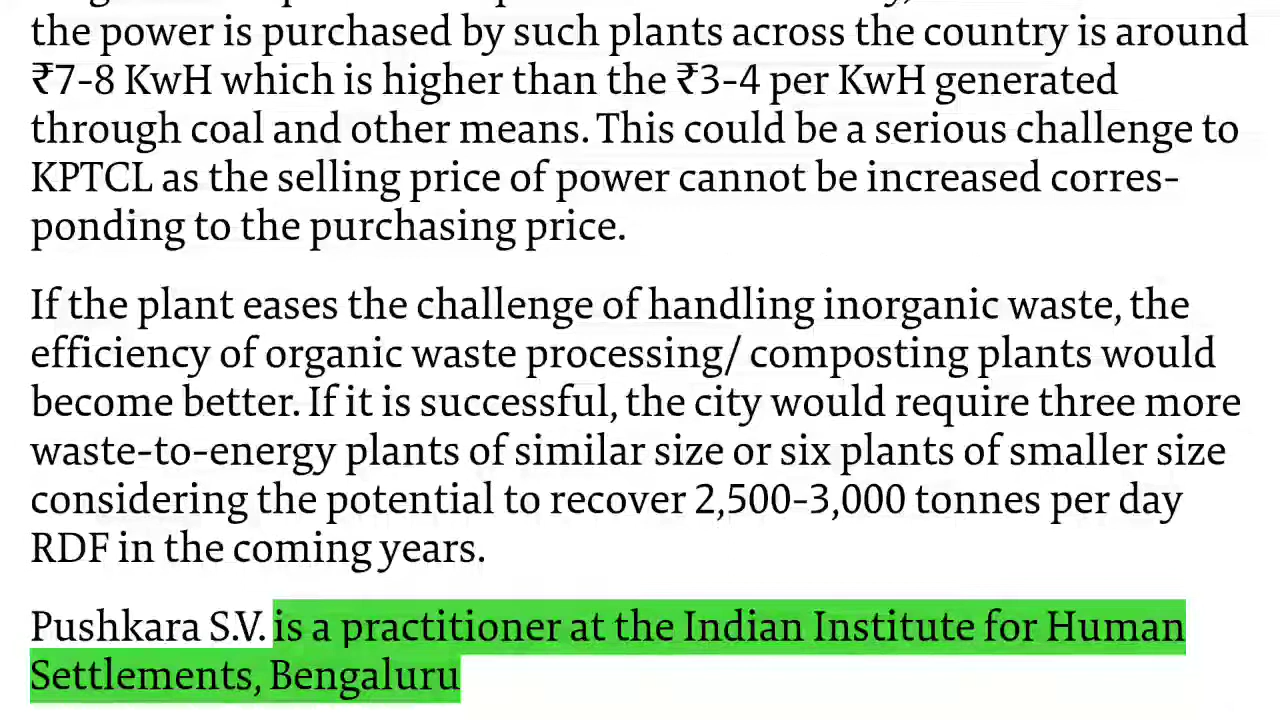 the power is purchased by such plants across the country is around
₹7-8 KwH which is higher than the ₹3-4 per KwH generated
through coal and other means. This could be a serious challenge to
KPTCL as the selling price of power cannot be increased corres-
ponding to the purchasing price.
If the plant eases the challenge of handling inorganic waste, the
efficiency of organic waste processing/ composting plants would
become better. If it is successful, the city would require three more
waste-to-energy plants of similar size or six plants of smaller size
considering the potential to recover 2,500-3,000 tonnes per day
RDF in the coming years.
Pushkara S.V. is a practitioner at the Indian Institute for Human
Settlements, Bengaluru